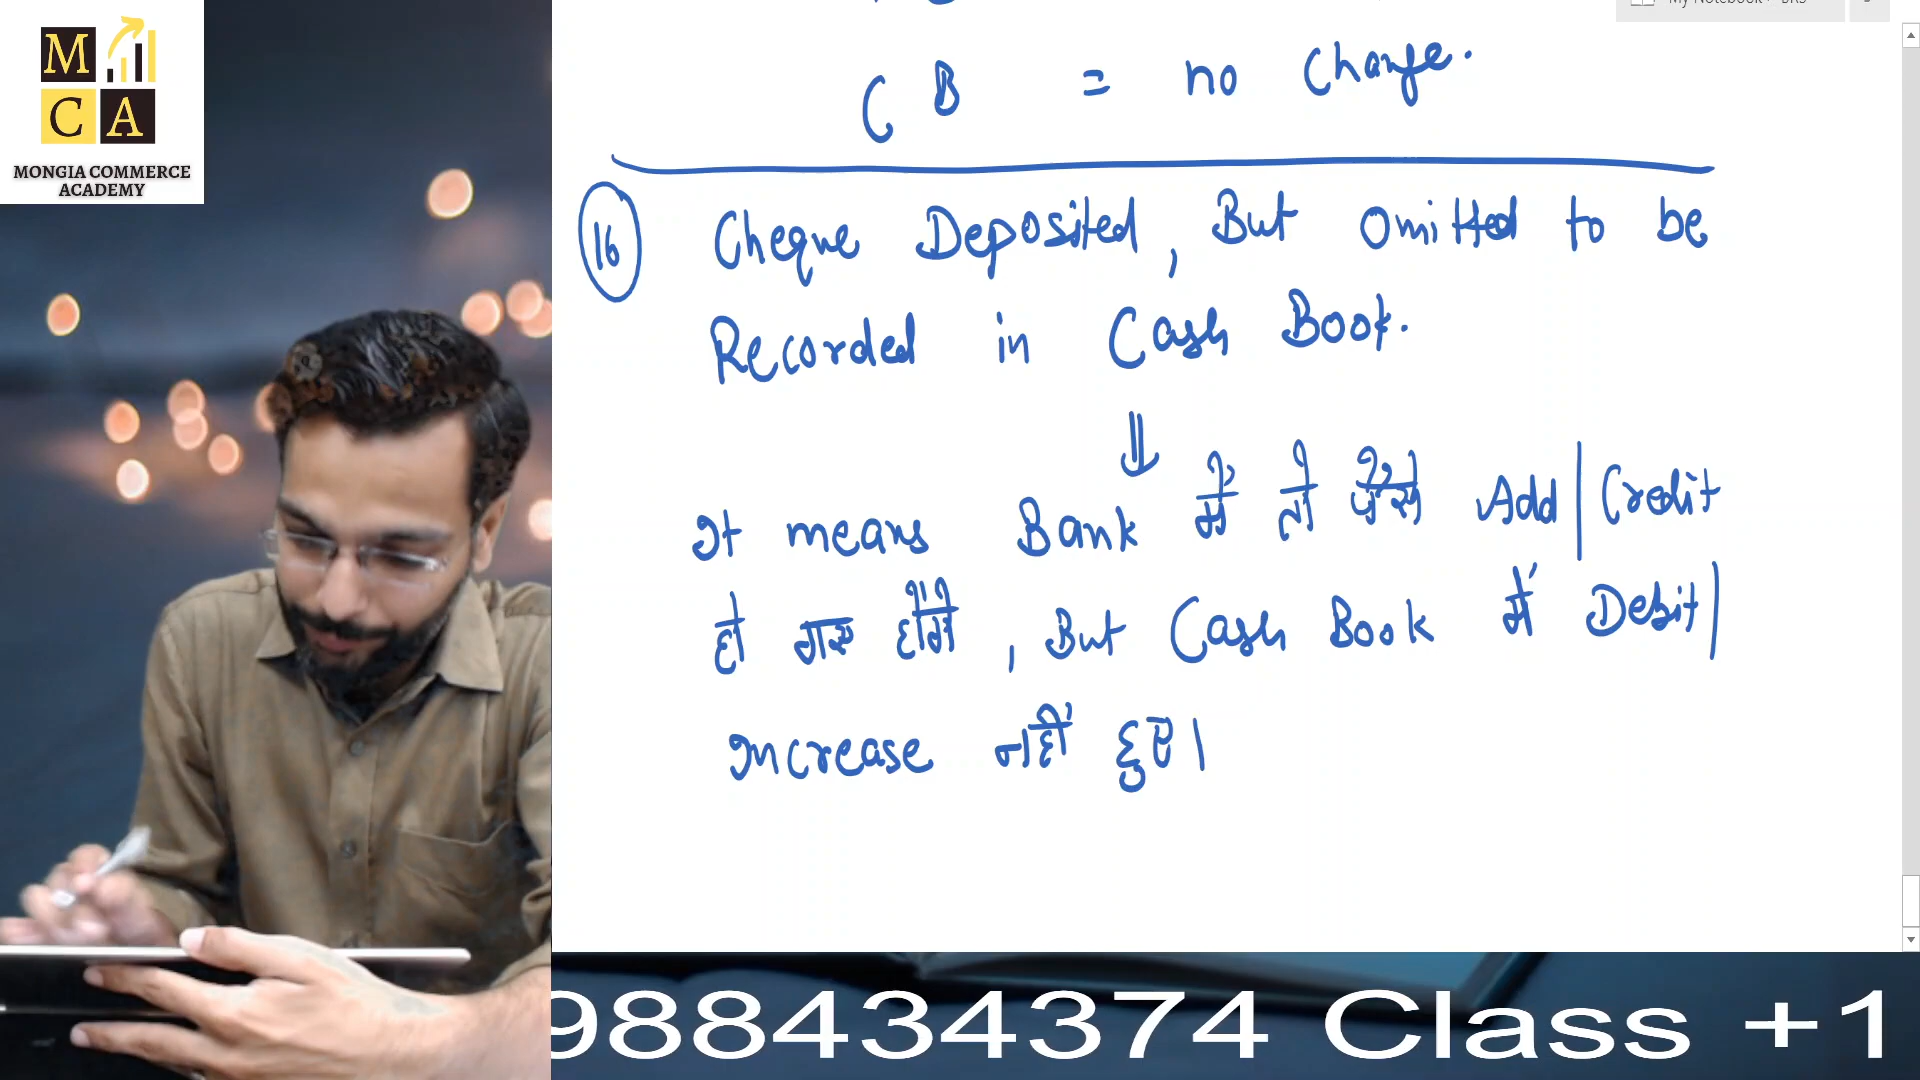 M
C A
MONGIA COMMERCE
ACADEMY
C B = no change.
16 Cheque Deposited, But omitted to be
Recorded in Cash Book.
It means Bank में तो पैसे Add | Credit
हो गए होंगे, But Cash Book में Debit |
Increase नहीं हुए।
988434374 Class +1